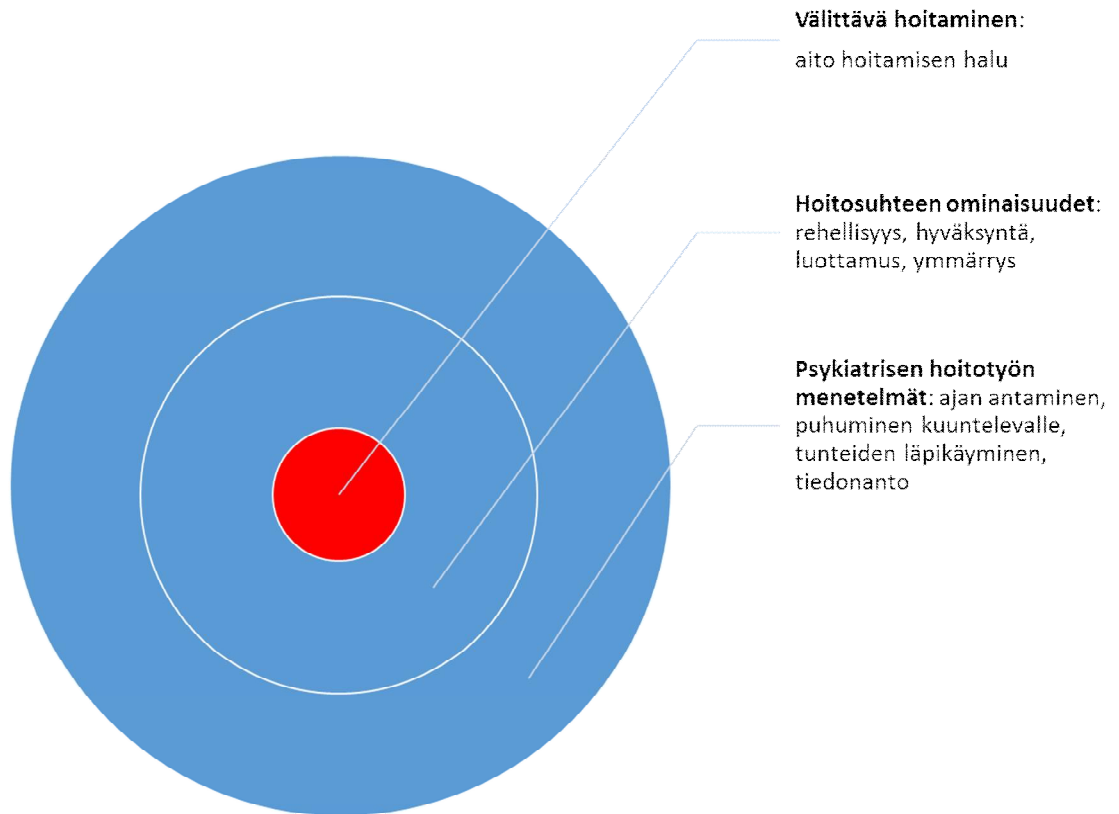 Välittävä hoitaminen:
aito hoitamisen halu
Hoitosuhteen ominaisuudet:
rehellisyys, hyväksyntä,
luottamus, ymmärrys
Psykiatrisen hoitotyön
menetelmät: ajan antaminen,
puhuminen kuuntelevalle,
tunteiden läpikäyminen,
tiedonanto